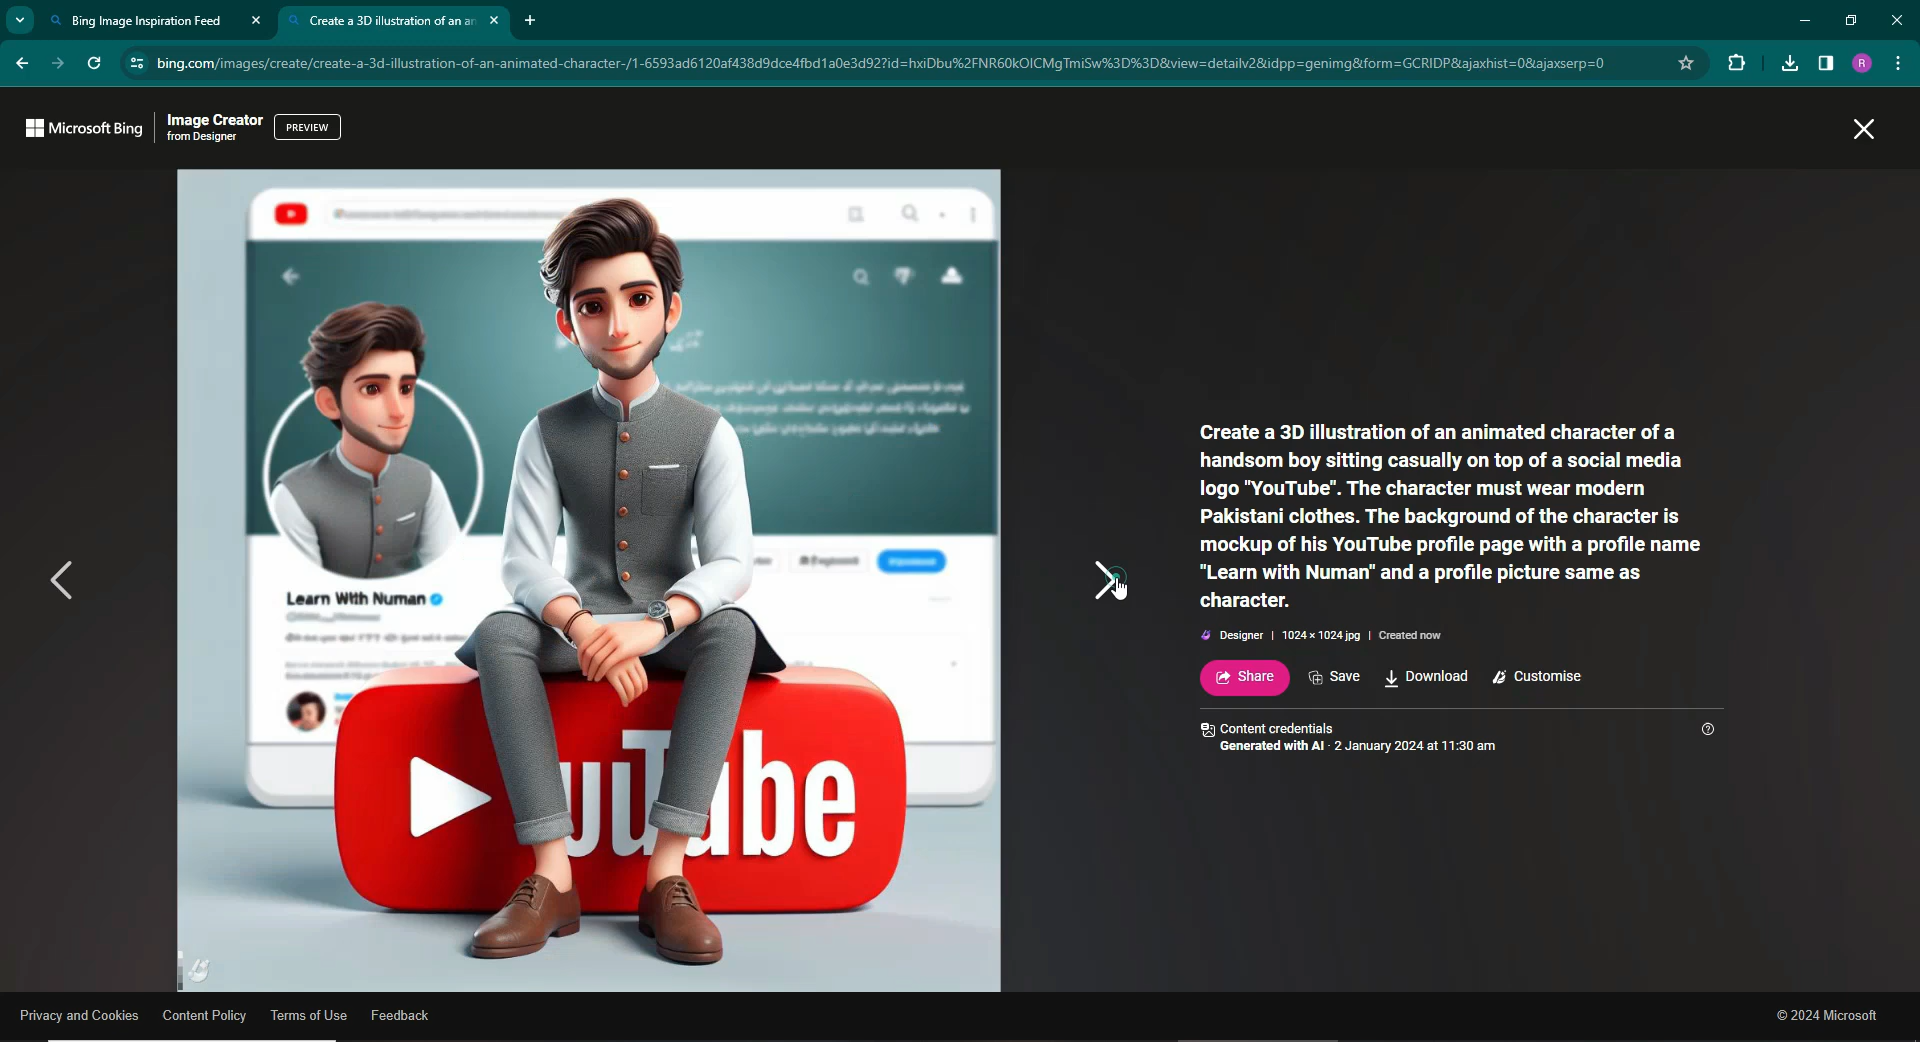 Bing Image Inspiration Feed
Create a 3D illustration of an an
bing.com/images/create/create-a-3d-illustration-of-an-animated-character-/1-6593ad6120af438d9dce4fbd1a0e3d92?id=hxiDbu%2FNR60kOICMgTmiSw%3D%3D&view=detailv2&idpp=genimg&form=GCRIDP&ajaxhist=0&ajaxserp=0
R
Microsoft Bing
Image Creator
from Designer
PREVIEW
Learn With Numan
uTube
Create a 3D illustration of an animated character of a
handsom boy sitting casually on top of a social media
logo "YouTube". The character must wear modern
Pakistani clothes. The background of the character is
mockup of his YouTube profile page with a profile name
"Learn with Numan" and a profile picture same as
character.
Designer | 1024 × 1024 jpg | Created now
Share
Save
Download
Customise
Content credentials
Generated with AI · 2 January 2024 at 11:30 am
Privacy and Cookies
Content Policy
Terms of Use
Feedback
© 2024 Microsoft